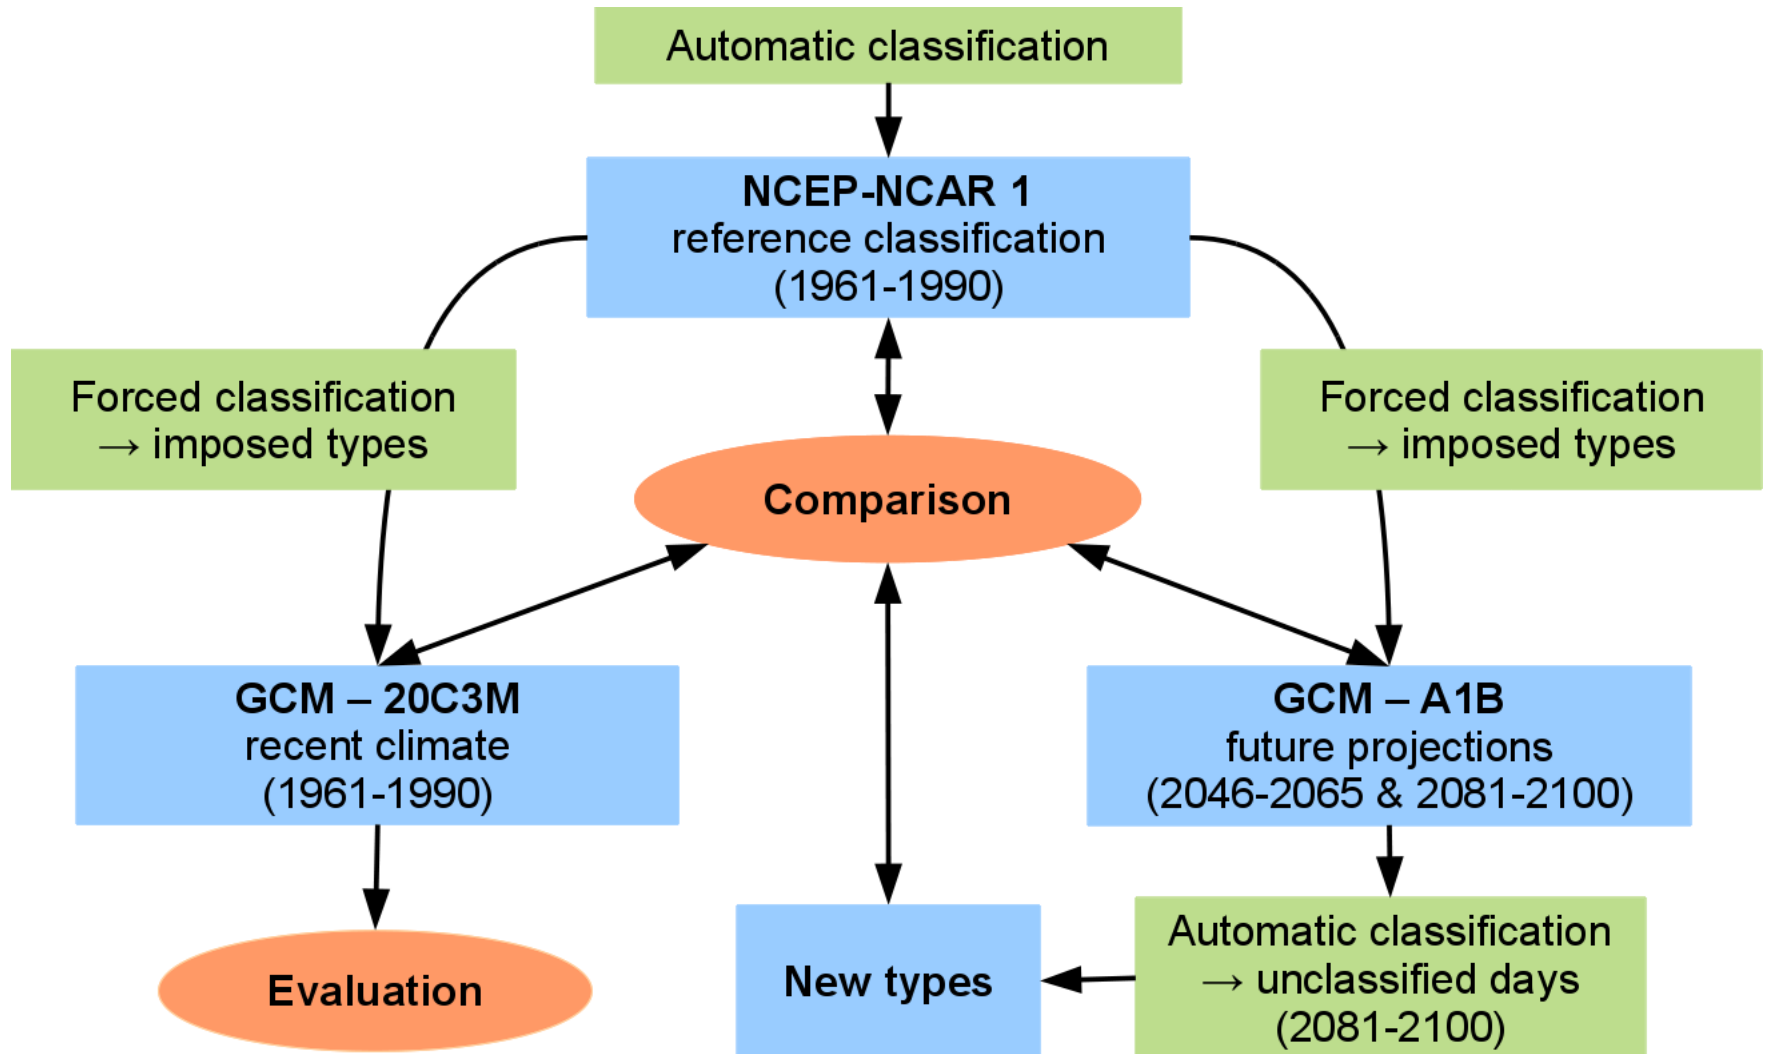 Automatic classification
NCEP-NCAR 1
reference classification
(1961-1990)
Forced classification
→ imposed types
Forced classification
→ imposed types
Comparison
GCM – 20C3M
recent climate
(1961-1990)
GCM – A1B
future projections
(2046-2065 & 2081-2100)
Evaluation
New types
Automatic classification
→ unclassified days
(2081-2100)